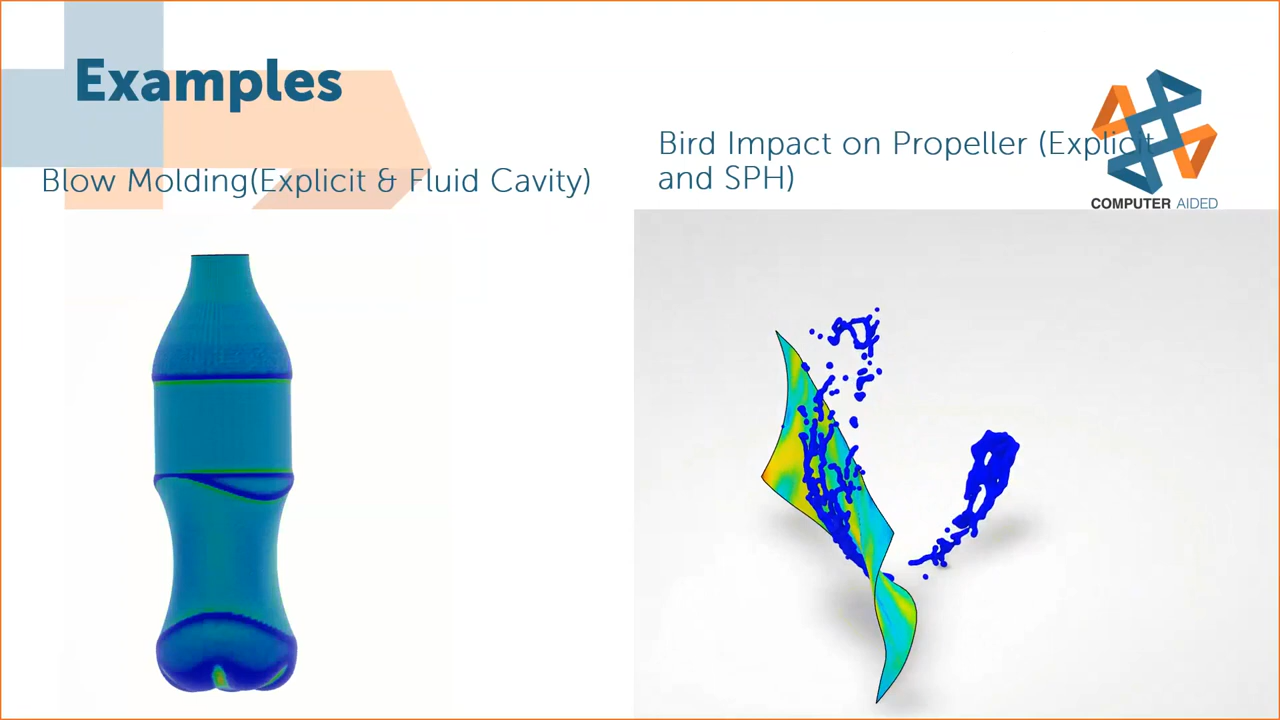 Examples
Blow Molding(Explicit & Fluid Cavity)
Bird Impact on Propeller (Explicit
and SPH)
COMPUTER AIDED